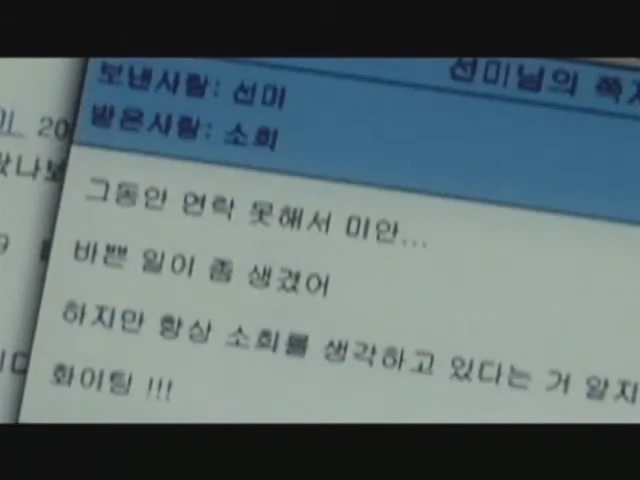 선미님의
보낸사람: 선미
받은사람: 소희
그동안 연락 못해서 미안...
바쁜 일이 좀 생겼어
하지만 항상 소희를 생각하고 있다는 거 알지
화이팅 !!!
20